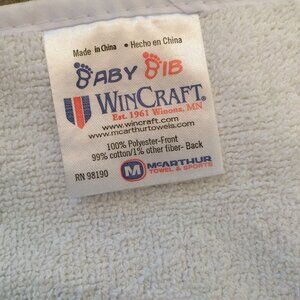 Made in China • Hecho en China
BABY BIB
WINCRAFT.
Est. 1961 Winona, MN
www.wincraft.com
www.mcarthurtowels.com
100% Polyester-Front
99% cotton/1% other fiber- Back
RN 98190
M McARTHUR
TOWEL & SPORTS